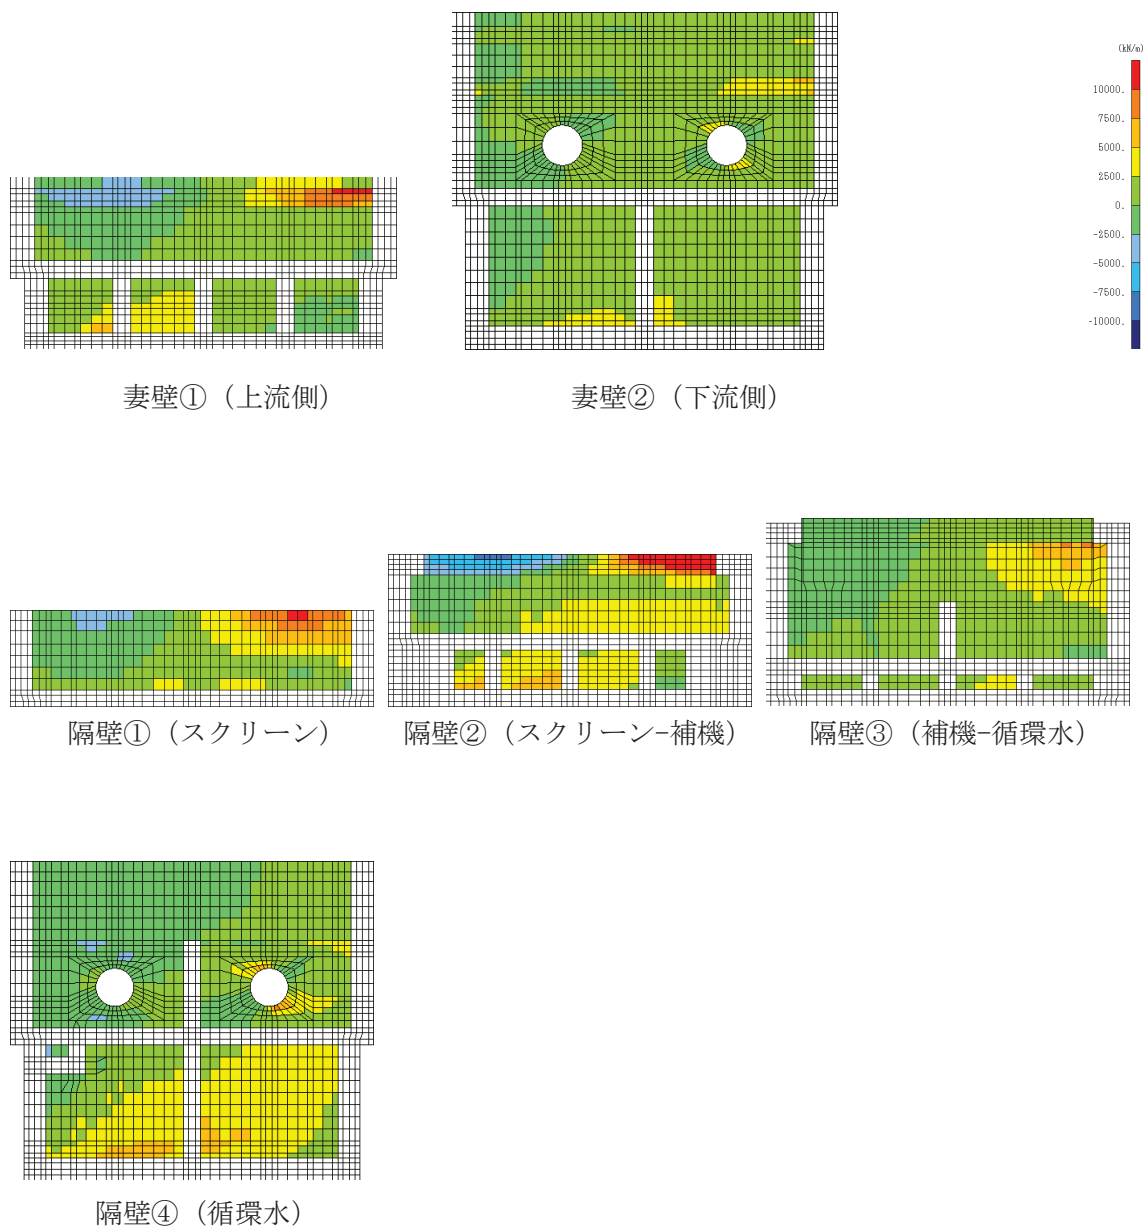 (kN/m)
10000.
7500.
5000.
2500.
0.
-2500.
-5000.
-7500.
-10000.
妻壁①（上流側）
妻壁②（下流側）
隔壁①（スクリーン）
隔壁②（スクリーン-補機）
隔壁③（補機-循環水）
隔壁④（循環水）